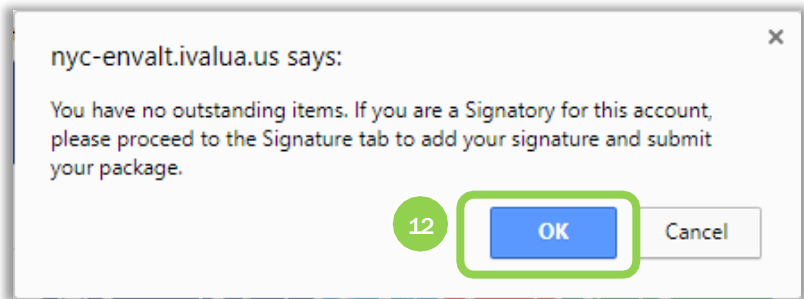 nyc-envalt.ivalua.us says:
You have no outstanding items. If you are a Signatory for this account,
please proceed to the Signature tab to add your signature and submit
your package.
12
OK
Cancel